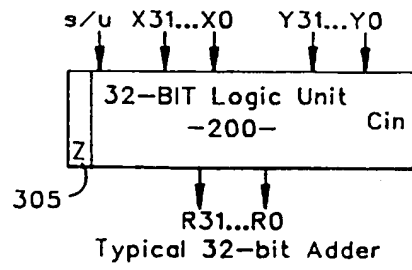 s/u X31...X0 Y31...Y0
32-BIT Logic Unit
-200- Cin
Z
305
R31...R0
Typical 32-bit Adder